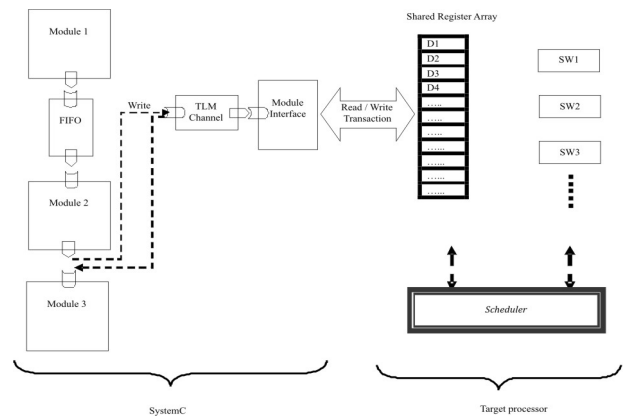 Shared Register Array
Module 1
D1
D2
D3
D4
…..
…..
…...
…...
…...
…...
…...
SW1
Write
TLM
Channel
Module
Interface
Read / Write
Transaction
SW2
FIFO
SW3
Module 2
Module 3
Scheduler
SystemC
Target processor